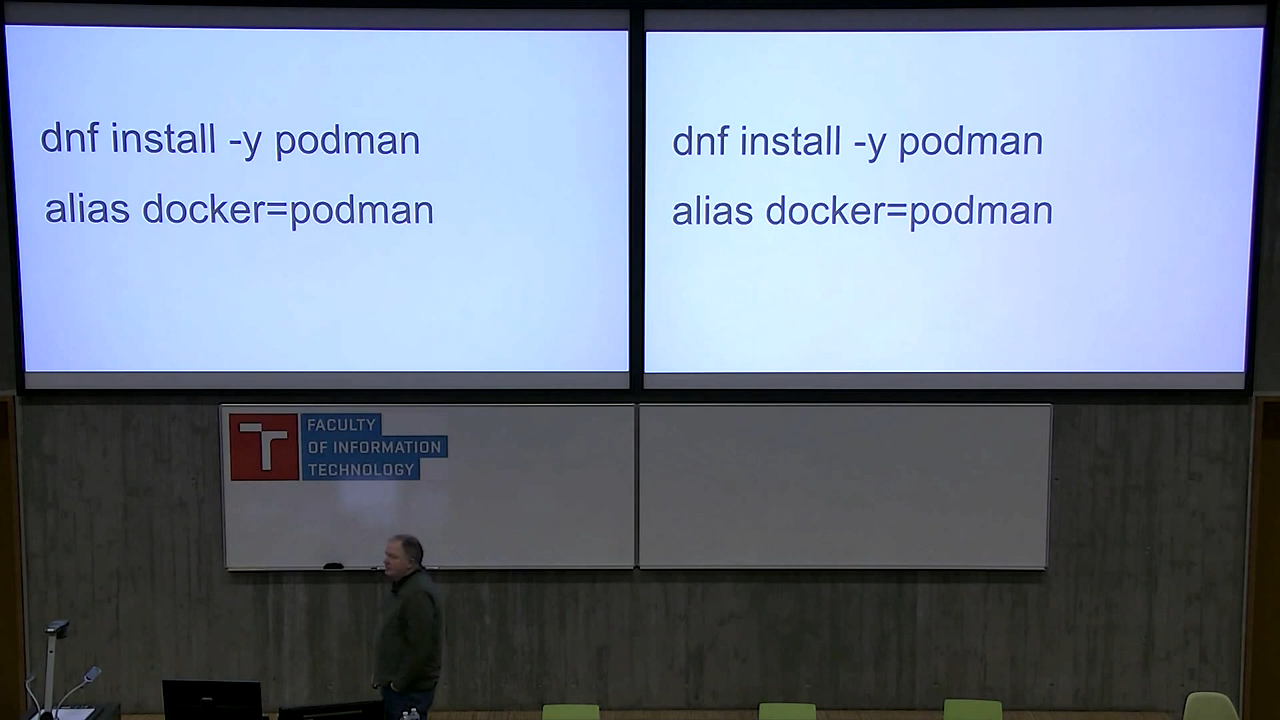 dnf install -y podman
alias docker=podman
dnf install -y podman
alias docker=podman
FACULTY
OF INFORMATION
TECHNOLOGY